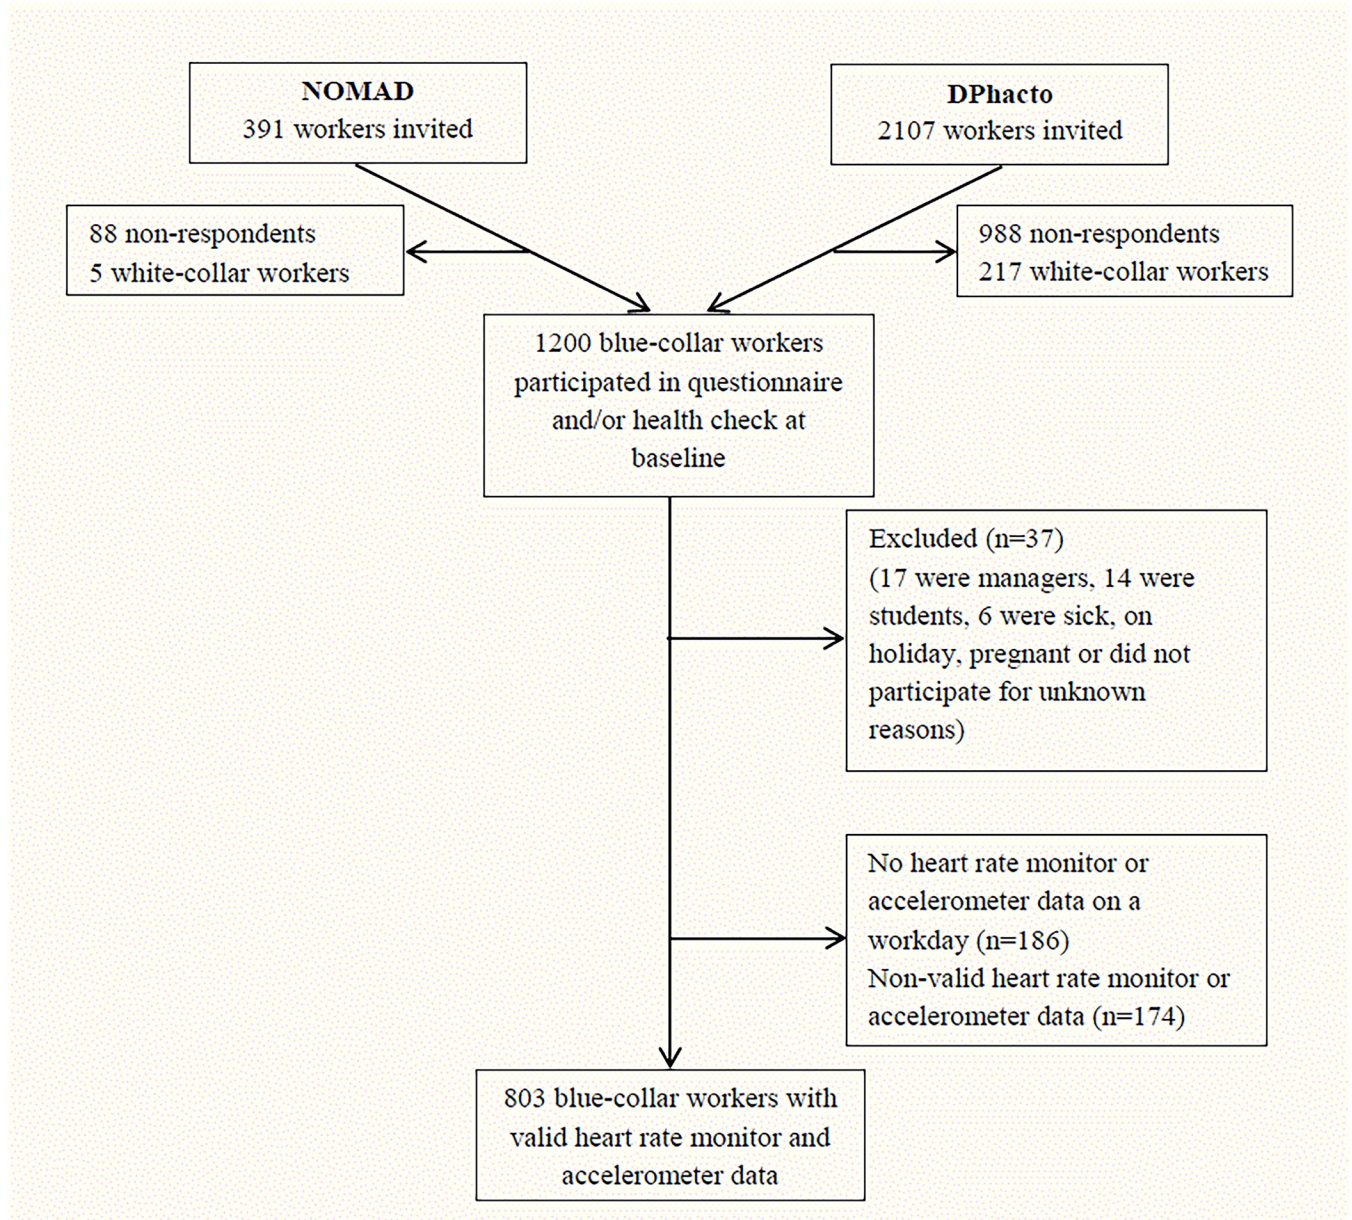 NOMAD
391 workers invited
DPhacto
2107 workers invited
88 non-respondents
5 white-collar workers
988 non-respondents
217 white-collar workers
1200 blue-collar workers
participated in questionnaire
and/or health check at
baseline
Excluded (n=37)
(17 were managers, 14 were
students, 6 were sick, on
holiday, pregnant or did not
participate for unknown
reasons)
No heart rate monitor or
accelerometer data on a
workday (n=186)
Non-valid heart rate monitor or
accelerometer data (n=174)
803 blue-collar workers with
valid heart rate monitor and
accelerometer data